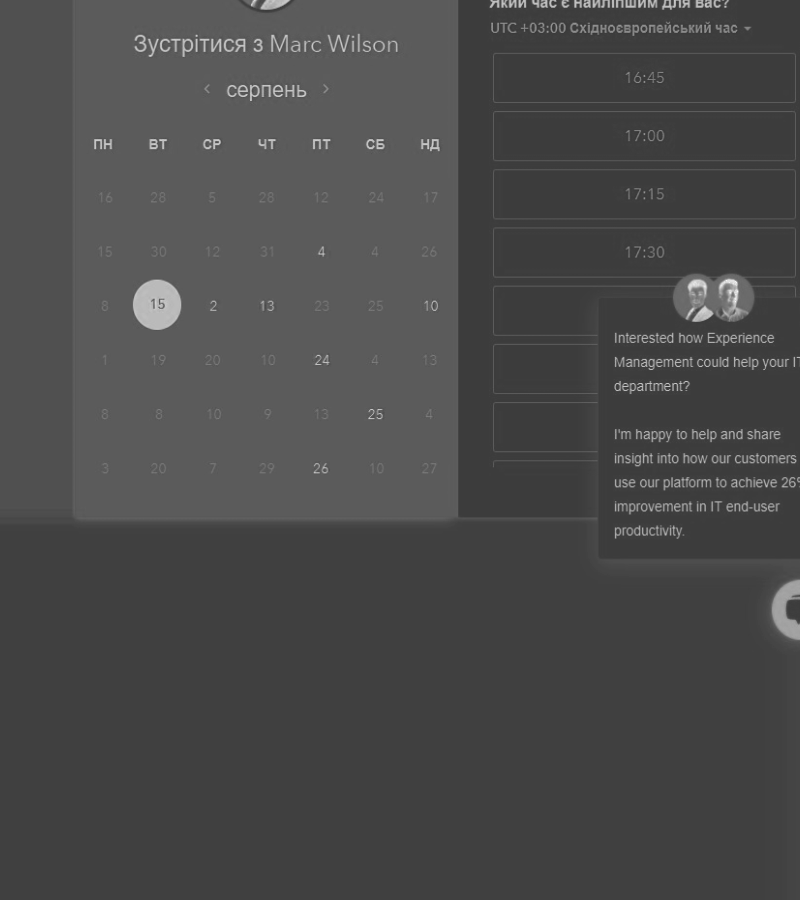 Зустрітися з Marc Wilson
серпень
ПН ВТ СР ЧТ ПТ СБ НД
16 28 5 28 12 24 17
15 30 12 31 4 4 26
8 15 2 13 23 25 10
1 19 20 10 24 4 13
8 8 10 9 13 25 4
3 20 7 29 26 10 27
Який час є найліпшим для вас?
UTC +03:00 Східноєвропейський час
16:45
17:00
17:15
17:30
Interested how Experience
Management could help your IT
department?
I'm happy to help and share
insight into how our customers
use our platform to achieve 26%
improvement in IT end-user
productivity.